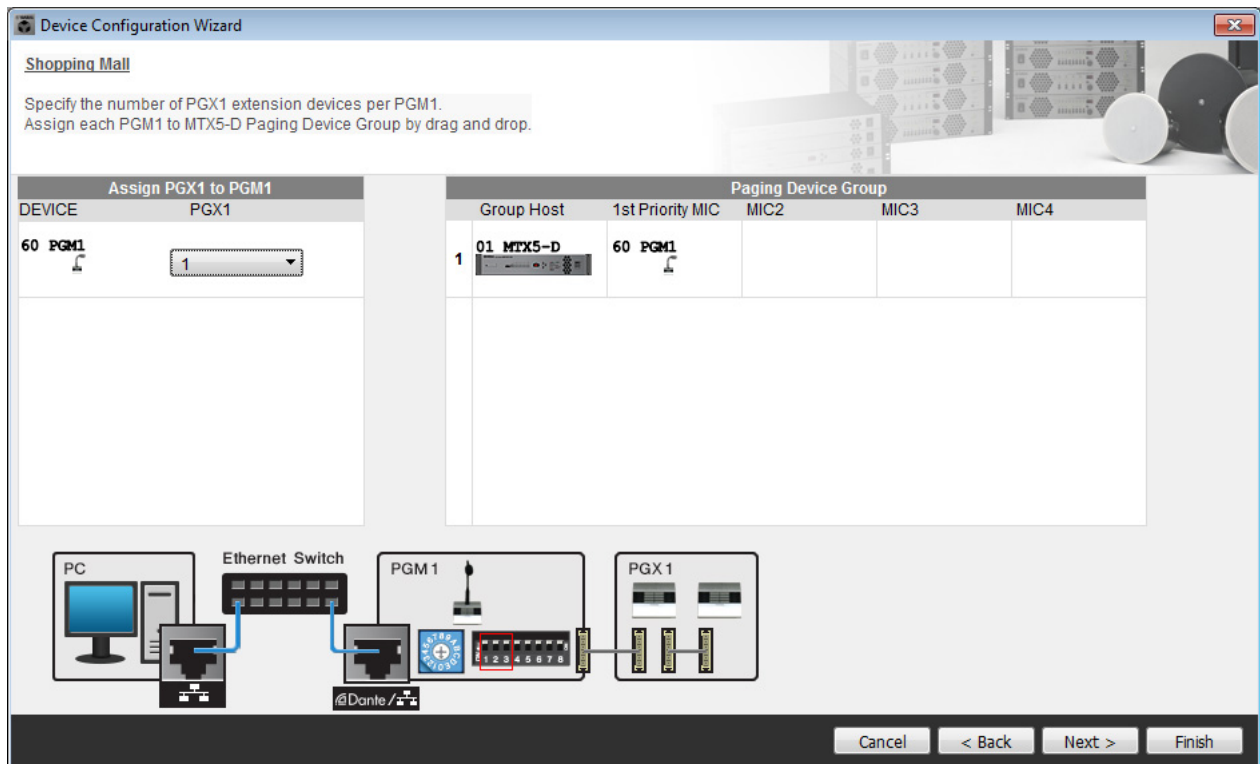 Device Configuration Wizard
Shopping Mall
Specify the number of PGX1 extension devices per PGM1.
Assign each PGM1 to MTX5-D Paging Device Group by drag and drop.
Assign PGX1 to PGM1
DEVICE PGX1
60 PGM1
1
Paging Device Group
Group Host 1st Priority MIC MIC2 MIC3 MIC4
1 01 MTX5-D 60 PGM1
PC
Ethernet Switch
PGM1
PGX1
1 2 3 4 5 6 7 8
Dante/
Cancel < Back Next > Finish